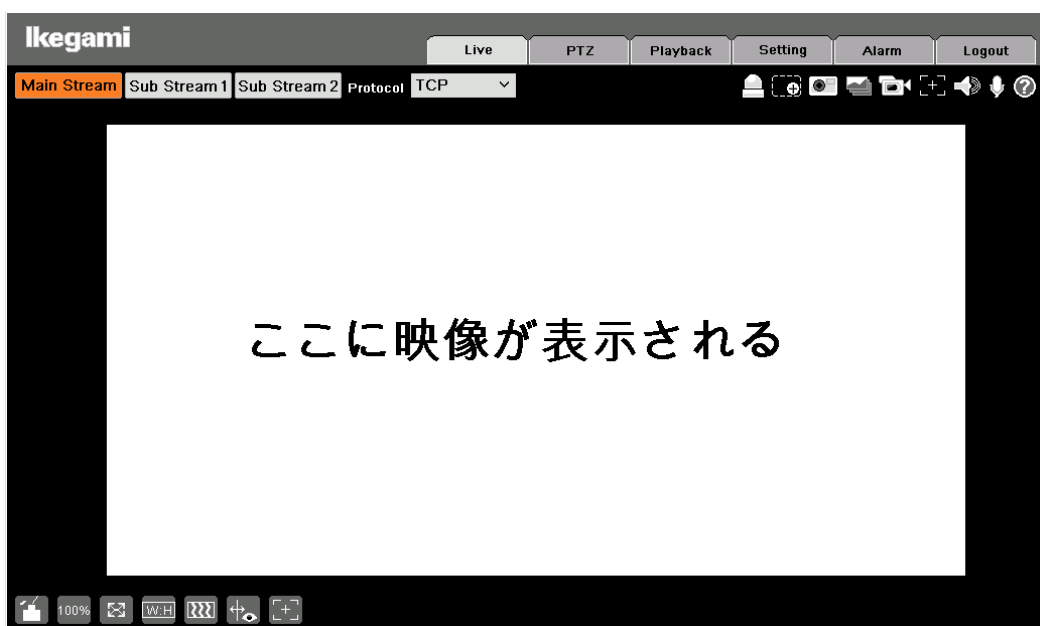 Ikegami
Live PTZ Playback Setting Alarm Logout
Main Stream Sub Stream 1 Sub Stream 2 Protocol TCP
ここに映像が表示される
100% W:H